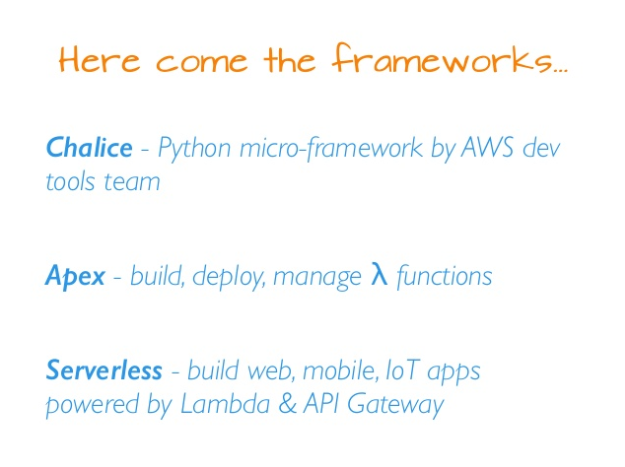 Here come the frameworks...
Chalice - Python micro-framework by AWS dev
tools team
Apex - build, deploy, manage λ functions
Serverless - build web, mobile, IoT apps
powered by Lambda & API Gateway